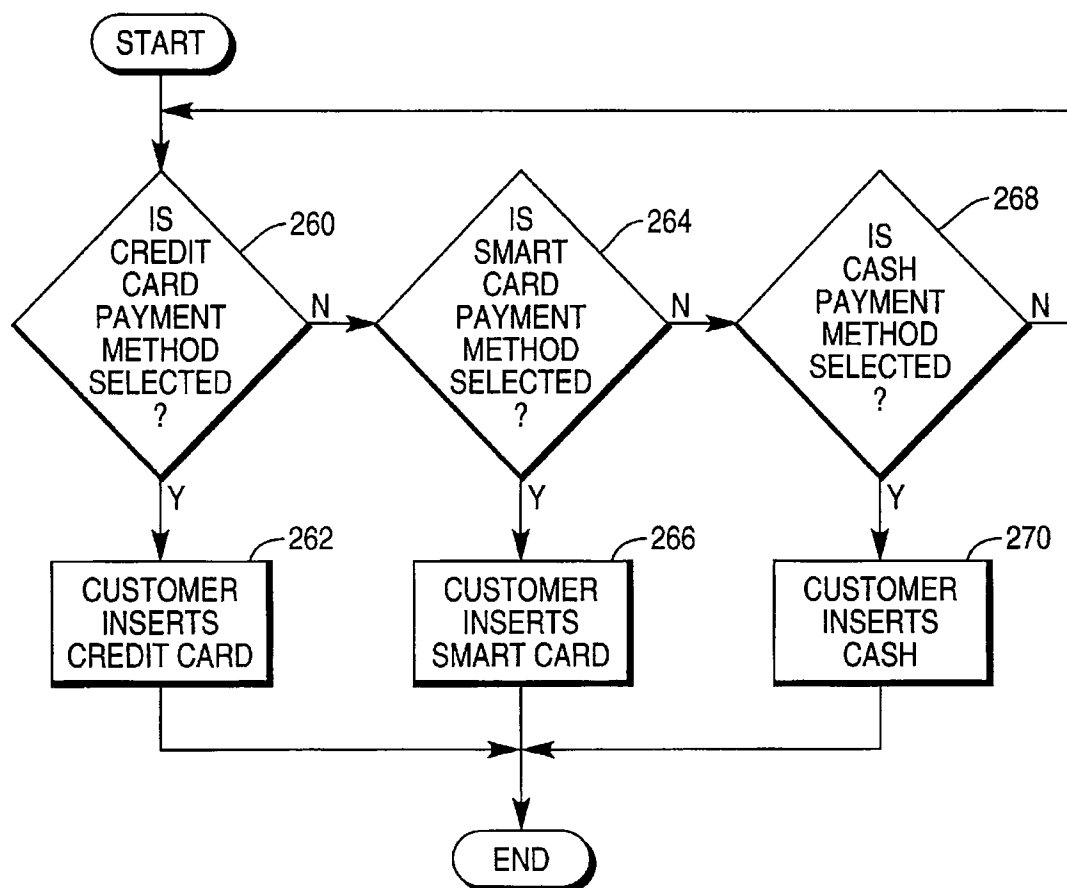 START
IS
CREDIT
CARD
PAYMENT
METHOD
SELECTED
?
260
N
Y
IS
SMART
CARD
PAYMENT
METHOD
SELECTED
?
264
N
Y
IS
CASH
PAYMENT
METHOD
SELECTED
?
268
N
Y
CUSTOMER
INSERTS
CREDIT CARD
262
CUSTOMER
INSERTS
SMART CARD
266
CUSTOMER
INSERTS
CASH
270
END